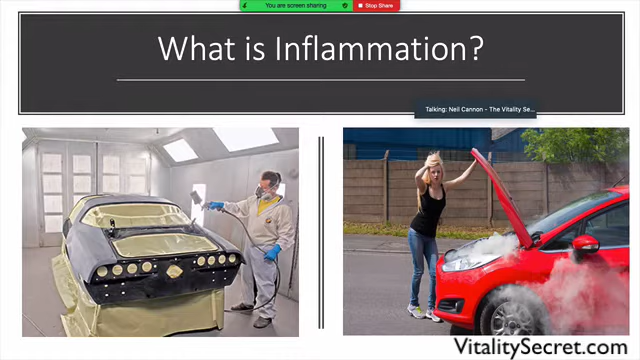 You are screen sharing
Stop Share
What is Inflammation?
Talking: Neil Cannon - The Vitality Se...
VitalitySecret.com